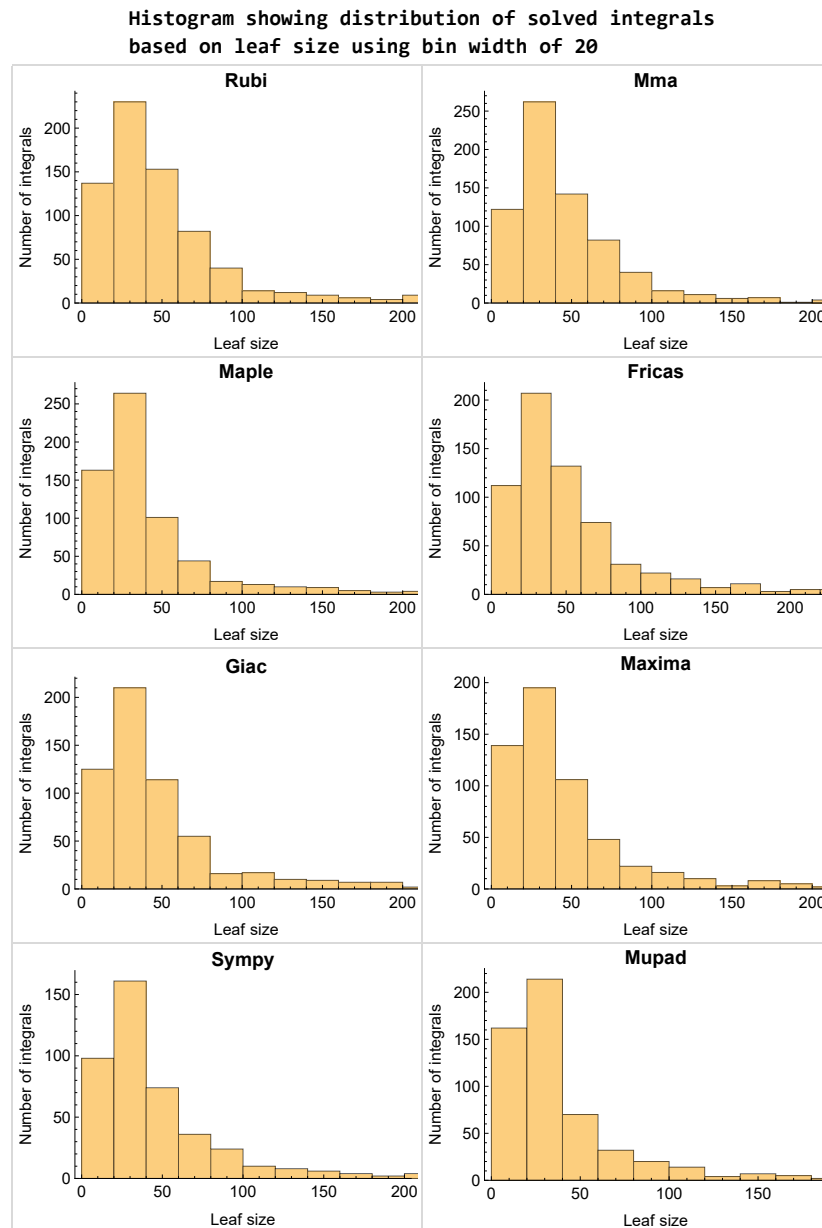 Histogram showing distribution of solved integrals
based on leaf size using bin width of 20
Rubi
Number of integrals
200
150
100
50
0
0 50 100 150 200
Leaf size
Mma
Number of integrals
250
200
150
100
50
0
0 50 100 150 200
Leaf size
Maple
Number of integrals
250
200
150
100
50
0
0 50 100 150 200
Leaf size
Fricas
Number of integrals
200
150
100
50
0
0 50 100 150 200
Leaf size
Giac
Number of integrals
200
150
100
50
0
0 50 100 150 200
Leaf size
Maxima
Number of integrals
200
150
100
50
0
0 50 100 150 200
Leaf size
Sympy
Number of integrals
150
100
50
0
0 50 100 150 200
Leaf size
Mupad
Number of integrals
200
150
100
50
0
0 50 100 150
Leaf size